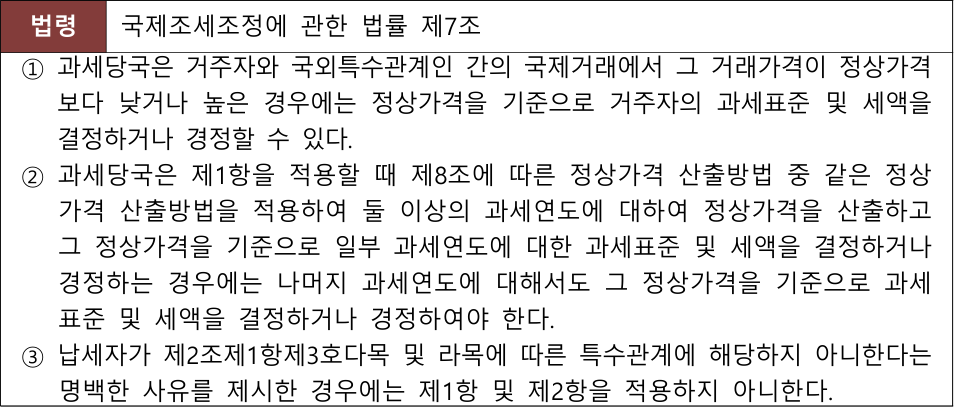 법령 국제조세조정에 관한 법률 제7조
① 과세당국은 거주자와 국외특수관계인 간의 국제거래에서 그 거래가격이 정상가격
보다 낮거나 높은 경우에는 정상가격을 기준으로 거주자의 과세표준 및 세액을
결정하거나 경정할 수 있다.
② 과세당국은 제1항을 적용할 때 제8조에 따른 정상가격 산출방법 중 같은 정상
가격 산출방법을 적용하여 둘 이상의 과세연도에 대하여 정상가격을 산출하고
그 정상가격을 기준으로 일부 과세연도에 대한 과세표준 및 세액을 결정하거나
경정하는 경우에는 나머지 과세연도에 대해서도 그 정상가격을 기준으로 과세
표준 및 세액을 결정하거나 경정하여야 한다.
③ 납세자가 제2조제1항제3호다목 및 라목에 따른 특수관계에 해당하지 아니한다는
명백한 사유를 제시한 경우에는 제1항 및 제2항을 적용하지 아니한다.